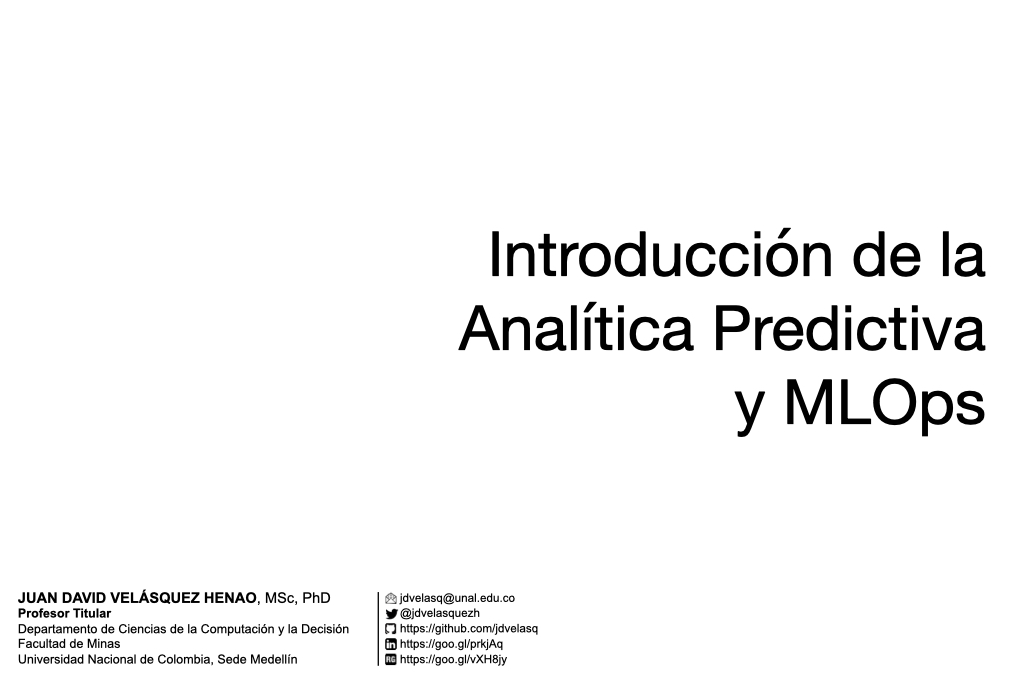 Introducción de la
Analítica Predictiva
y MLOps
JUAN DAVID VELÁSQUEZ HENAO, MSc, PhD
Profesor Titular
Departamento de Ciencias de la Computación y la Decisión
Facultad de Minas
Universidad Nacional de Colombia, Sede Medellín
jdvelasq@unal.edu.co
@jdvelasquezh
https://github.com/jdvelasq
in https://goo.gl/prkjAq
RG https://goo.gl/vXH8jy